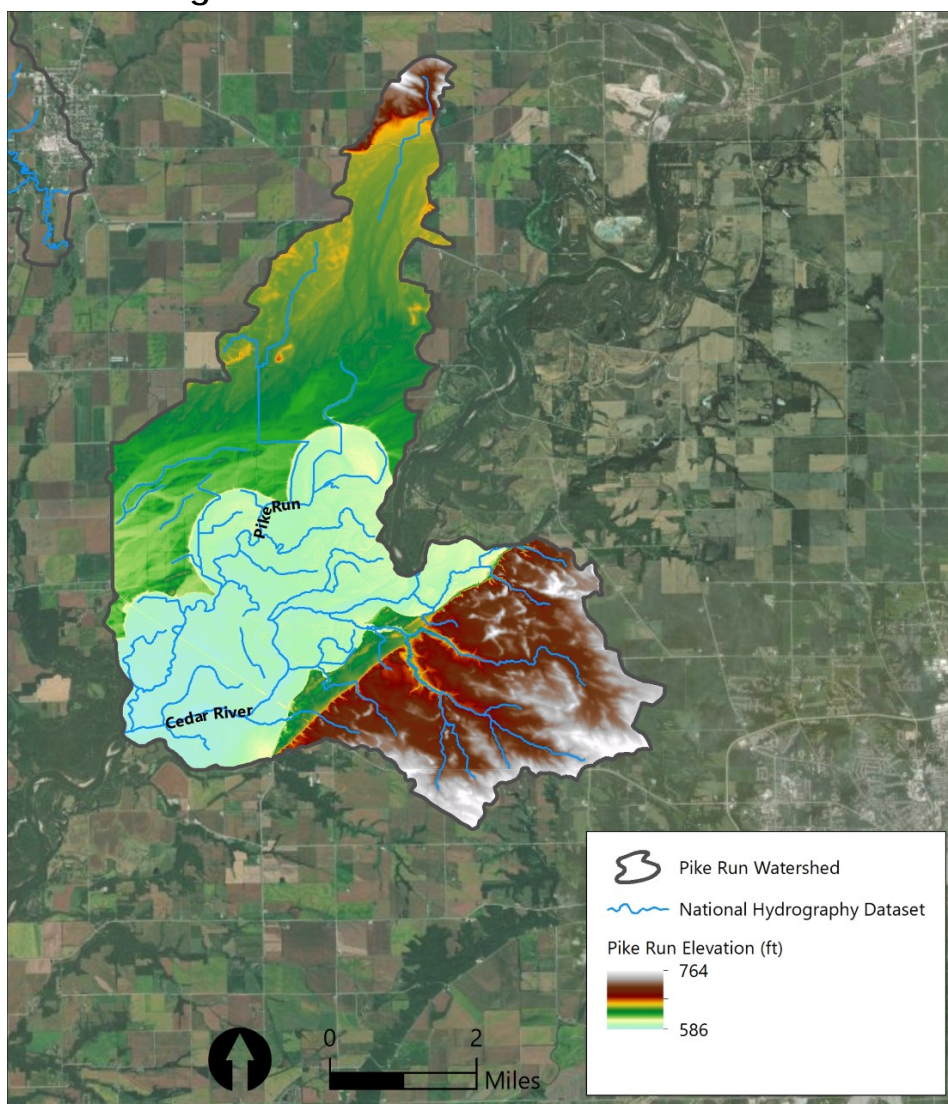 Pike Run
Cedar River
Pike Run Watershed
National Hydrography Dataset
Pike Run Elevation (ft)
764
586
0 2
Miles